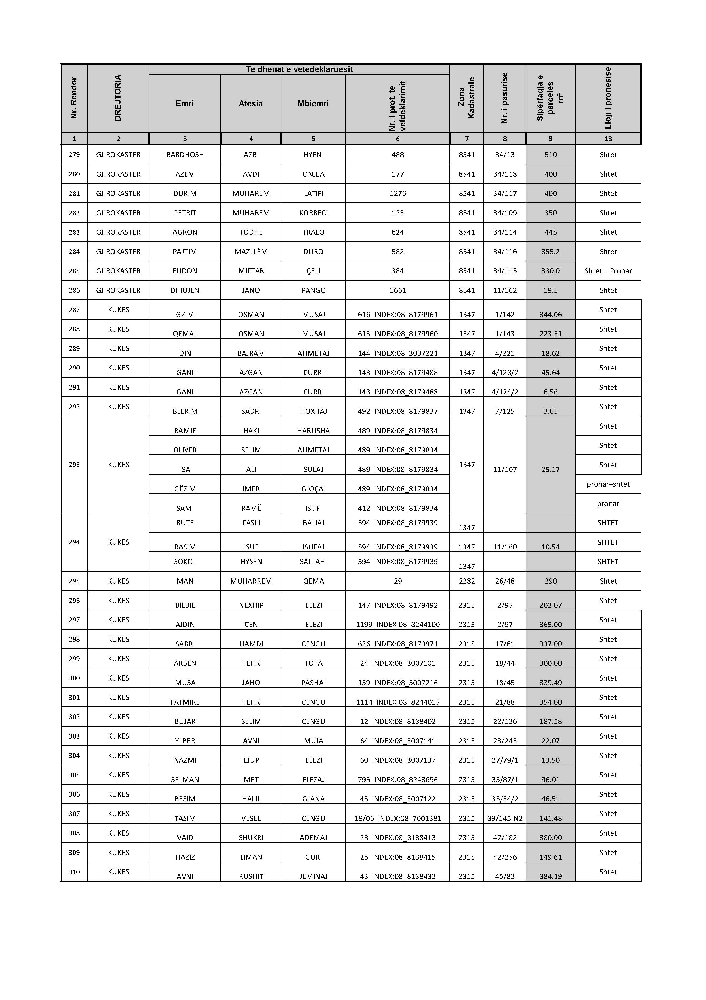 Të dhënat e vetëdeklaruesit
Nr. Rendor DREJTORIA Emri Atësia Mbiemri Nr. i prot. te vetdeklarimit Zona Kadastrale Nr. i pasurisë Sipërfaqja e parceles m² Lloji I pronesise
1 2 3 4 5 6 7 8 9 13
279 GJIROKASTER BARDHOSH AZBI HYENI 488 8541 34/13 510 Shtet
280 GJIROKASTER AZEM AVDI ONJEA 177 8541 34/118 400 Shtet
281 GJIROKASTER DURIM MUHAREM LATIFI 1276 8541 34/117 400 Shtet
282 GJIROKASTER PETRIT MUHAREM KORBECI 123 8541 34/109 350 Shtet
283 GJIROKASTER AGRON TODHE TRALO 624 8541 34/114 445 Shtet
284 GJIROKASTER PAJTIM MAZLLËM DURO 582 8541 34/116 355.2 Shtet
285 GJIROKASTER ELIDON MIFTAR ÇELI 384 8541 34/115 330.0 Shtet + Pronar
286 GJIROKASTER DHIOJEN JANO PANGO 1661 8541 11/162 19.5 Shtet
287 KUKES GZIM OSMAN MUSAJ 616 INDEX:08_8179961 1347 1/142 344.06 Shtet
288 KUKES QEMAL OSMAN MUSAJ 615 INDEX:08_8179960 1347 1/143 223.31 Shtet
289 KUKES DIN BAJRAM AHMETAJ 144 INDEX:08_3007221 1347 4/221 18.62 Shtet
290 KUKES GANI AZGAN CURRI 143 INDEX:08_8179488 1347 4/128/2 45.64 Shtet
291 KUKES GANI AZGAN CURRI 143 INDEX:08_8179488 1347 4/124/2 6.56 Shtet
292 KUKES BLERIM SADRI HOXHAJ 492 INDEX:08_8179837 1347 7/125 3.65 Shtet
RAMIE HAKI HARUSHA 489 INDEX:08_8179834 Shtet
OLIVER SELIM AHMETAJ 489 INDEX:08_8179834 Shtet
293 KUKES ISA ALI SULAJ 489 INDEX:08_8179834 1347 11/107 25.17 Shtet
GËZIM IMER GJOÇAJ 489 INDEX:08_8179834 pronar+shtet
SAMI RAMË ISUFI 412 INDEX:08_8179834 pronar
BUTE FASLI BALIAJ 594 INDEX:08_8179939 1347 SHTET
294 KUKES RASIM ISUF ISUFAJ 594 INDEX:08_8179939 1347 11/160 10.54 SHTET
SOKOL HYSEN SALLAHI 594 INDEX:08_8179939 1347 SHTET
295 KUKES MAN MUHARREM QEMA 29 2282 26/48 290 Shtet
296 KUKES BILBIL NEXHIP ELEZI 147 INDEX:08_8179492 2315 2/95 202.07 Shtet
297 KUKES AJDIN CEN ELEZI 1199 INDEX:08_8244100 2315 2/97 365.00 Shtet
298 KUKES SABRI HAMDI CENGU 626 INDEX:08_8179971 2315 17/81 337.00 Shtet
299 KUKES ARBEN TEFIK TOTA 24 INDEX:08_3007101 2315 18/44 300.00 Shtet
300 KUKES MUSA JAHO PASHAJ 139 INDEX:08_3007216 2315 18/45 339.49 Shtet
301 KUKES FATMIRE TEFIK CENGU 1114 INDEX:08_8244015 2315 21/88 354.00 Shtet
302 KUKES BUJAR SELIM CENGU 12 INDEX:08_8138402 2315 22/136 187.58 Shtet
303 KUKES YLBER AVNI MUJA 64 INDEX:08_3007141 2315 23/243 22.07 Shtet
304 KUKES NAZMI EJUP ELEZI 60 INDEX:08_3007137 2315 27/79/1 13.50 Shtet
305 KUKES SELMAN MET ELEZAJ 795 INDEX:08_8243696 2315 33/87/1 96.01 Shtet
306 KUKES BESIM HALIL GJANA 45 INDEX:08_3007122 2315 35/34/2 46.51 Shtet
307 KUKES TASIM VESEL CENGU 19/06 INDEX:08_7001381 2315 39/145-N2 141.48 Shtet
308 KUKES VAID SHUKRI ADEMAJ 23 INDEX:08_8138413 2315 42/182 380.00 Shtet
309 KUKES HAZIZ LIMAN GURI 25 INDEX:08_8138415 2315 42/256 149.61 Shtet
310 KUKES AVNI RUSHIT JEMINAJ 43 INDEX:08_8138433 2315 45/83 384.19 Shtet